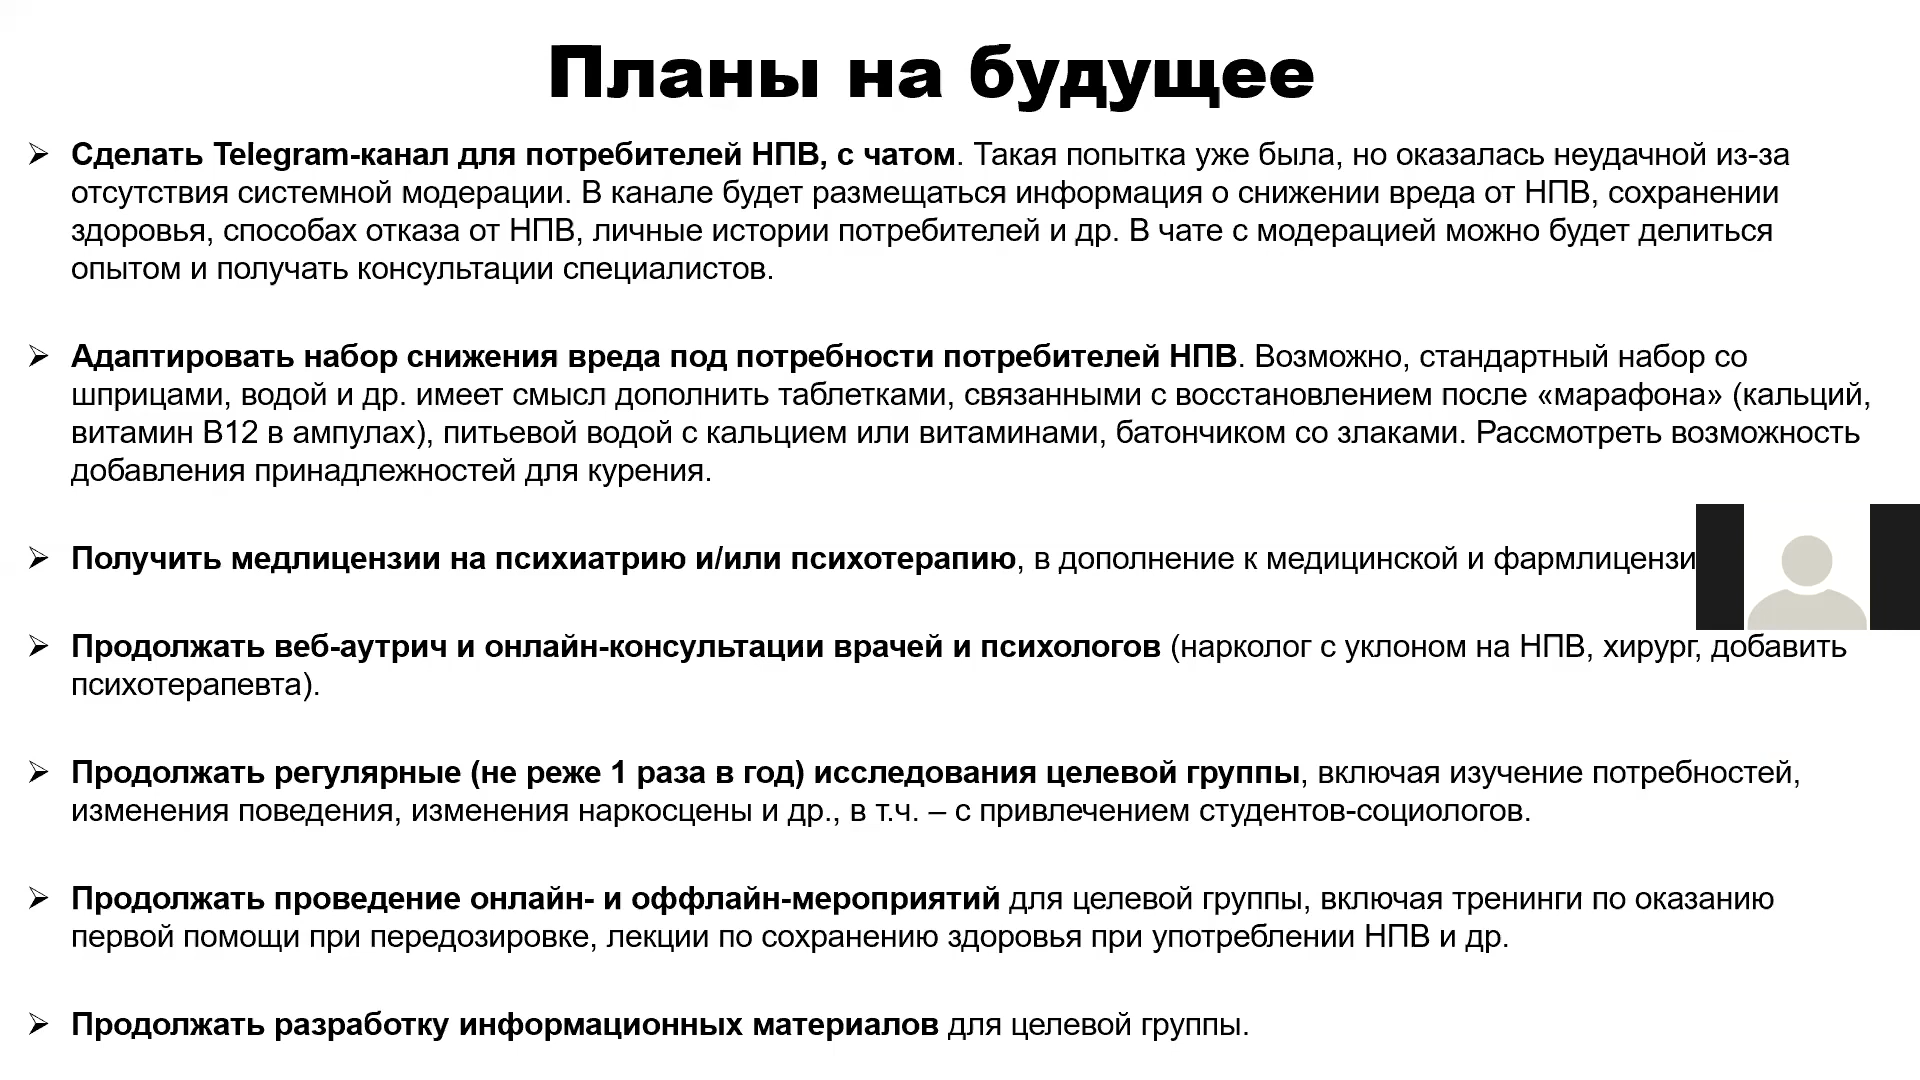 Планы на будущее
Сделать Telegram-канал для потребителей НПВ, с чатом. Такая попытка уже была, но оказалась неудачной из-за
отсутствия системной модерации. В канале будет размещаться информация о снижении вреда от НПВ, сохранении
здоровья, способах отказа от НПВ, личные истории потребителей и др. В чате с модерацией можно будет делиться
опытом и получать консультации специалистов.
Адаптировать набор снижения вреда под потребности потребителей НПВ. Возможно, стандартный набор со
шприцами, водой и др. имеет смысл дополнить таблетками, связанными с восстановлением после «марафона» (кальций,
витамин В12 в ампулах), питьевой водой с кальцием или витаминами, батончиком со злаками. Рассмотреть возможность
добавления принадлежностей для курения.
Получить медлицензии на психиатрию и/или психотерапию, в дополнение к медицинской и
Продолжать веб-аутрич и онлайн-консультации врачей и психологов (нарколог с уклоном на НПВ, хирург, добавить
психотерапевта).
Продолжать регулярные (не реже 1 раза в год) исследования целевой группы, включая изучение потребностей,
изменения поведения, изменения наркосцены и др., в т.ч. – с привлечением студентов-социологов.
Продолжать проведение онлайн- и оффлайн-мероприятий для целевой группы, включая тренинги по оказанию
первой помощи при передозировке, лекции по сохранению здоровья при употреблении НПВ и др.
Продолжать разработку информационных материалов для целевой группы.